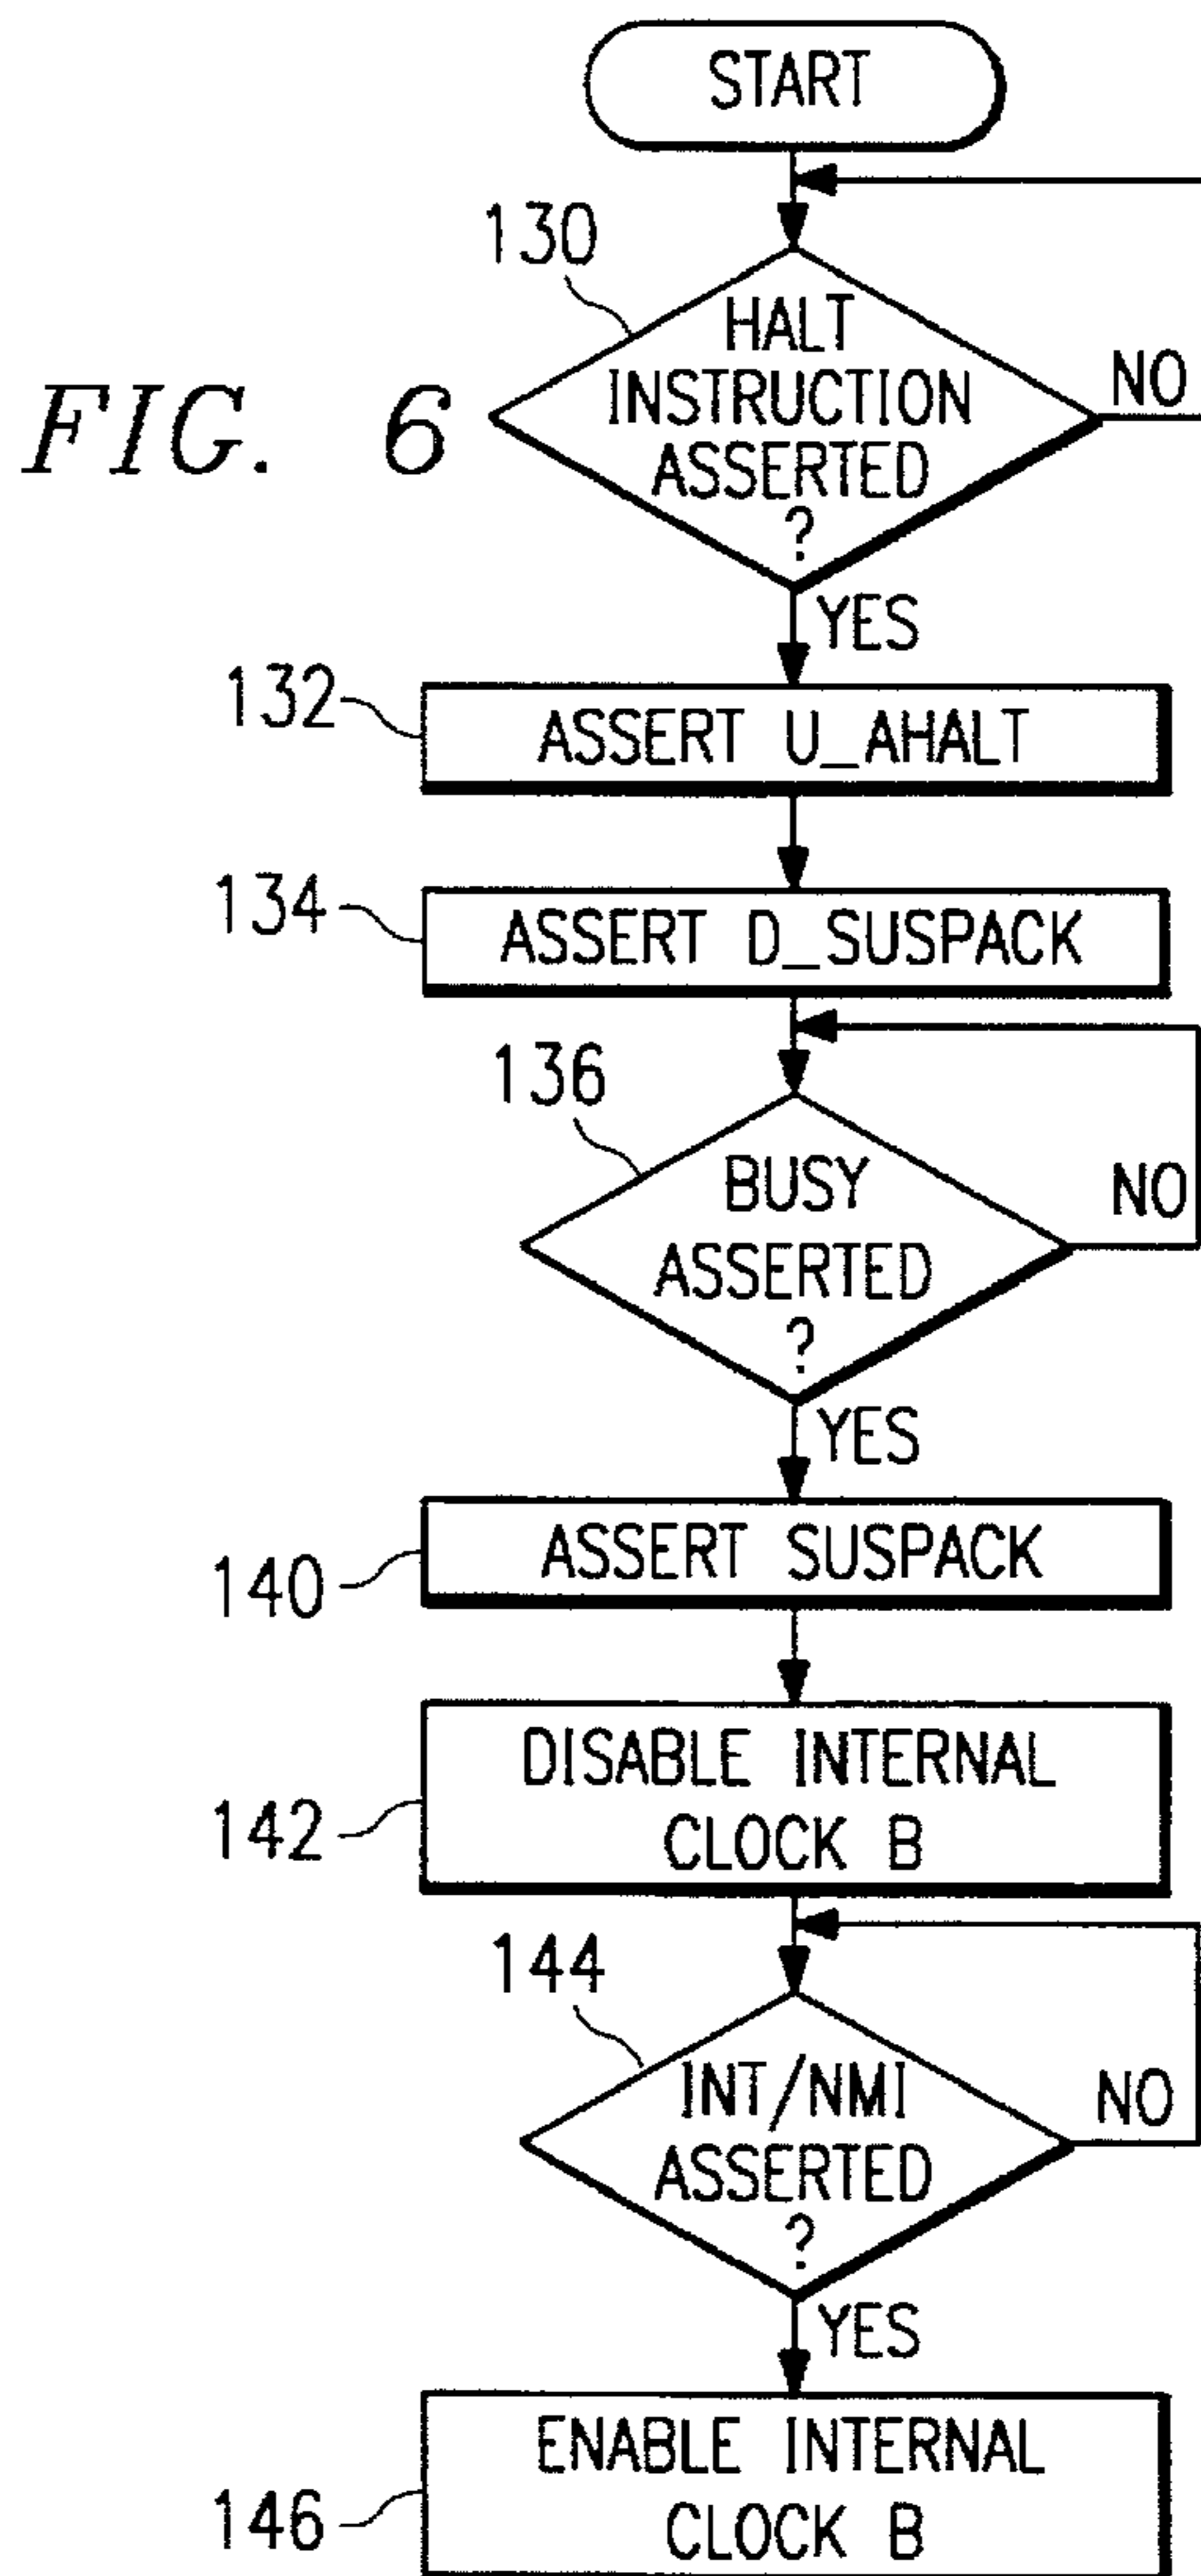 START
130
HALT
INSTRUCTION
ASSERTED
?
NO
FIG. 6
YES
132
ASSERT U_AHALT
134
ASSERT D_SUSPACK
136
BUSY
ASSERTED
?
NO
YES
140
ASSERT SUSPACK
142
DISABLE INTERNAL
CLOCK B
144
INT/NMI
ASSERTED
?
NO
YES
146
ENABLE INTERNAL
CLOCK B